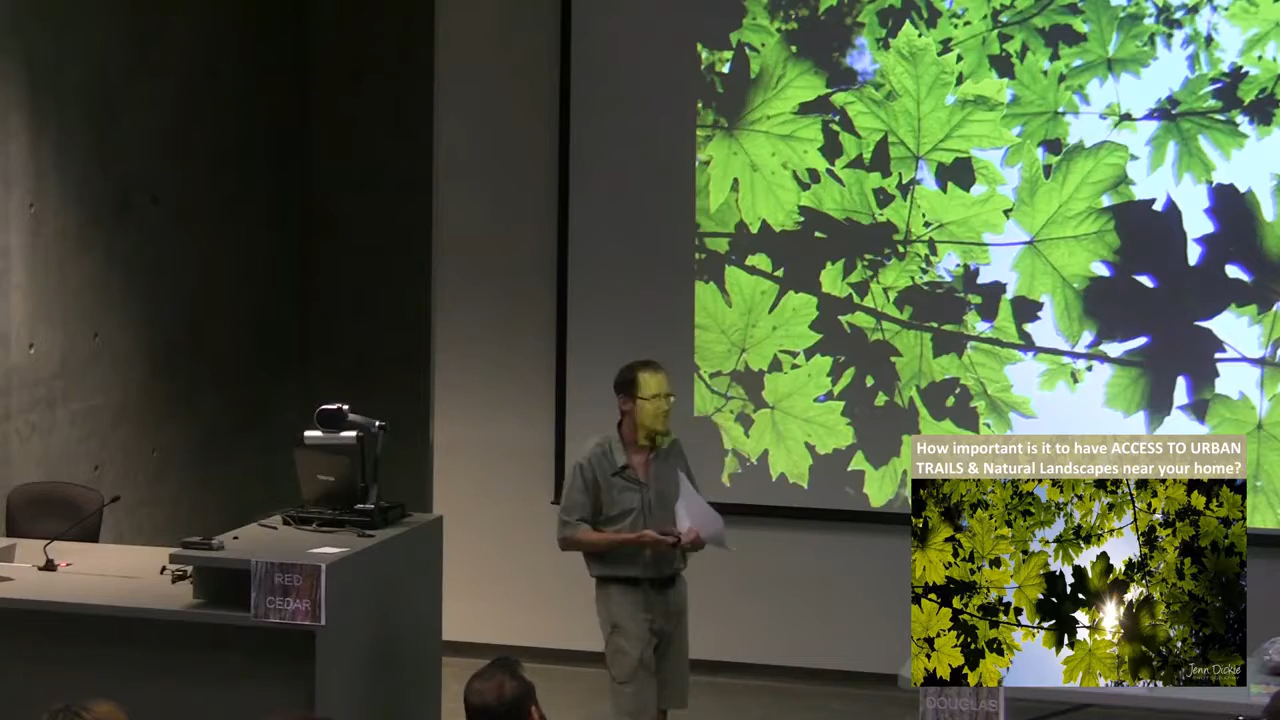 How important is it to have ACCESS TO URBAN
TRAILS & Natural Landscapes near your home?
RED
CEDAR
Jenn Dickie
PHOTOGRAPHY
DOUGLAS